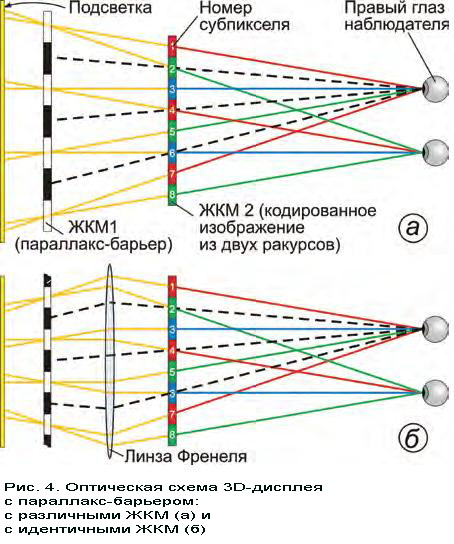 Подсветка
Номер
субпикселя
Правый глаз
наблюдателя
1
2
3
4
5
6
7
8
ЖКМ1
(параллакс-барьер)
ЖКМ 2 (кодированное
изображение
из двух ракурсов)
а
1
2
3
4
5
6
7
8
Линза Френеля
б
Рис. 4. Оптическая схема 3D-дисплея
с параллакс-барьером:
с различными ЖКМ (а) и
с идентичными ЖКМ (б)